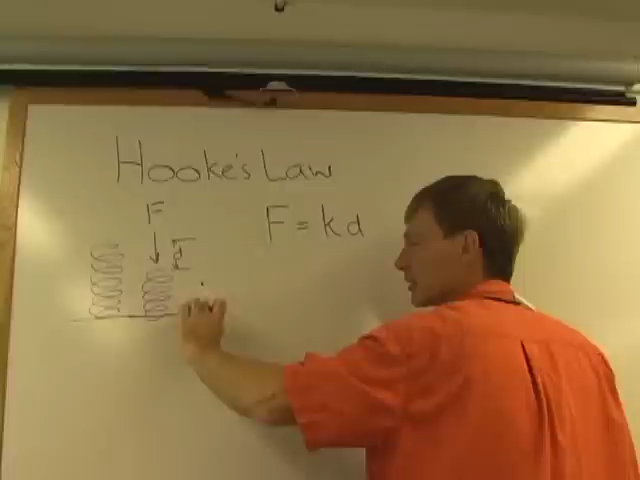 Hooke's Law
F
F = kd
d